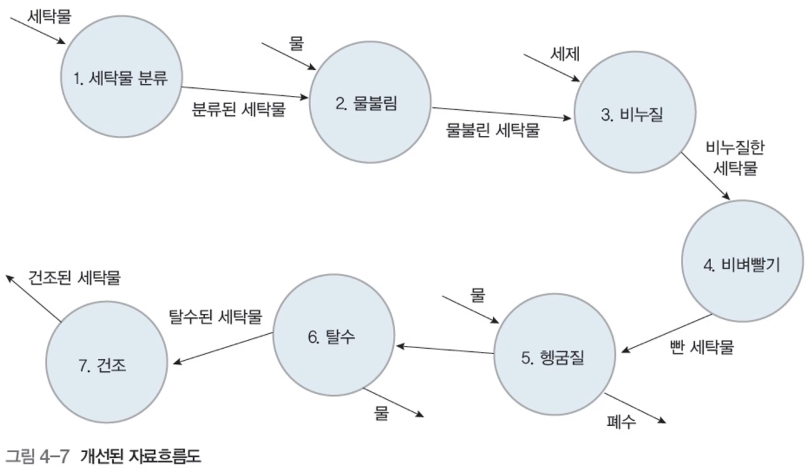 세탁물
1. 세탁물 분류
분류된 세탁물
물
2. 물불림
물불린 세탁물
세제
3. 비누질
비누질한
세탁물
4. 비벼빨기
빤 세탁물
물
5. 헹굼질
폐수
6. 탈수
물
탈수된 세탁물
7. 건조
건조된 세탁물
그림 4-7 개선된 자료흐름도